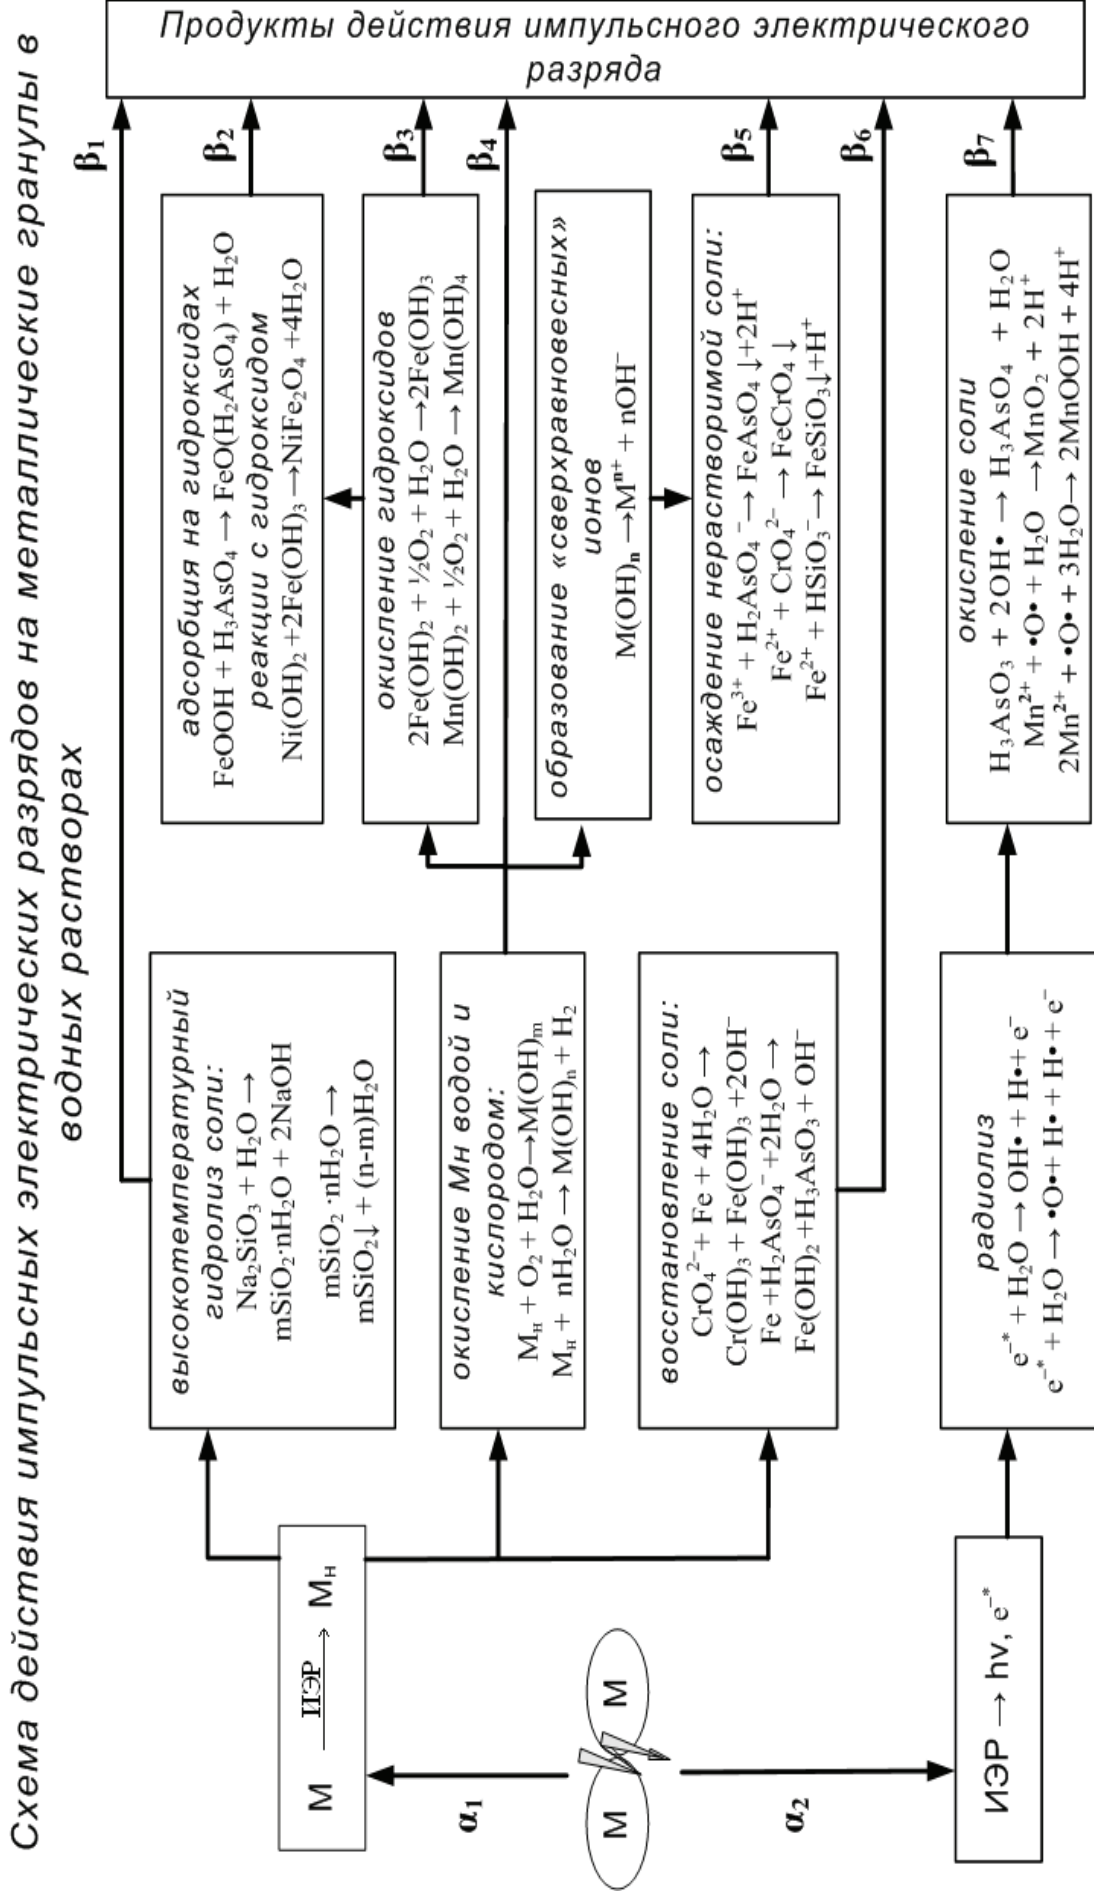 Схема действия импульсных электрических разрядов на металлические гранулы в
водных растворах
M ИЭР → Mн
α₁
M M
α₂
ИЭР → hν, e⁻*
высокотемпературный
гидролиз соли:
Na₂SiO₃ + H₂O →
mSiO₂·nH₂O + 2NaOH
mSiO₂ ·nH₂O →
mSiO₂↓ + (n-m)H₂O
окисление Мн водой и
кислородом:
Mн + O₂ + H₂O→M(OH)m
Mн + nH₂O → M(OH)n + H₂
восстановление соли:
CrO₄²⁻+ Fe + 4H₂O →
Cr(OH)₃ + Fe(OH)₃ +2OH⁻
Fe +H₂AsO₄⁻+2H₂O →
Fe(OH)₂ +H₃AsO₃ + OH⁻
радиолиз
e⁻* + H₂O → OH• + H•+ e⁻
e⁻* + H₂O → •O•+ H• + H• + e⁻
адсорбция на гидроксидах
FeOOH + H₃AsO₄ → FeO(H₂AsO₄) + H₂O
реакции с гидроксидом
Ni(OH)₂ +2Fe(OH)₃ →NiFe₂O₄ +4H₂O
окисление гидроксидов
2Fe(OH)₂ + ½O₂ + H₂O →2Fe(OH)₃
Mn(OH)₂ + ½O₂ + H₂O → Mn(OH)₄
образование «сверхравновесных»
ионов
M(OH)n →Mⁿ⁺ + nOH⁻
осаждение нерастворимой соли:
Fe³⁺ + H₂AsO₄⁻ → FeAsO₄ ↓+2H⁺
Fe²⁺ + CrO₄²⁻ → FeCrO₄ ↓
Fe²⁺ + HSiO₃⁻ → FeSiO₃↓+H⁺
окисление соли
H₃AsO₃ + 2OH• → H₃AsO₄ + H₂O
Mn²⁺ + •O• + H₂O →MnO₂ + 2H⁺
2Mn²⁺ + •O• + 3H₂O→ 2MnOOH + 4H⁺
β₁
β₂
β₃
β₄
β₅
β₆
β₇
Продукты действия импульсного электрического
разряда